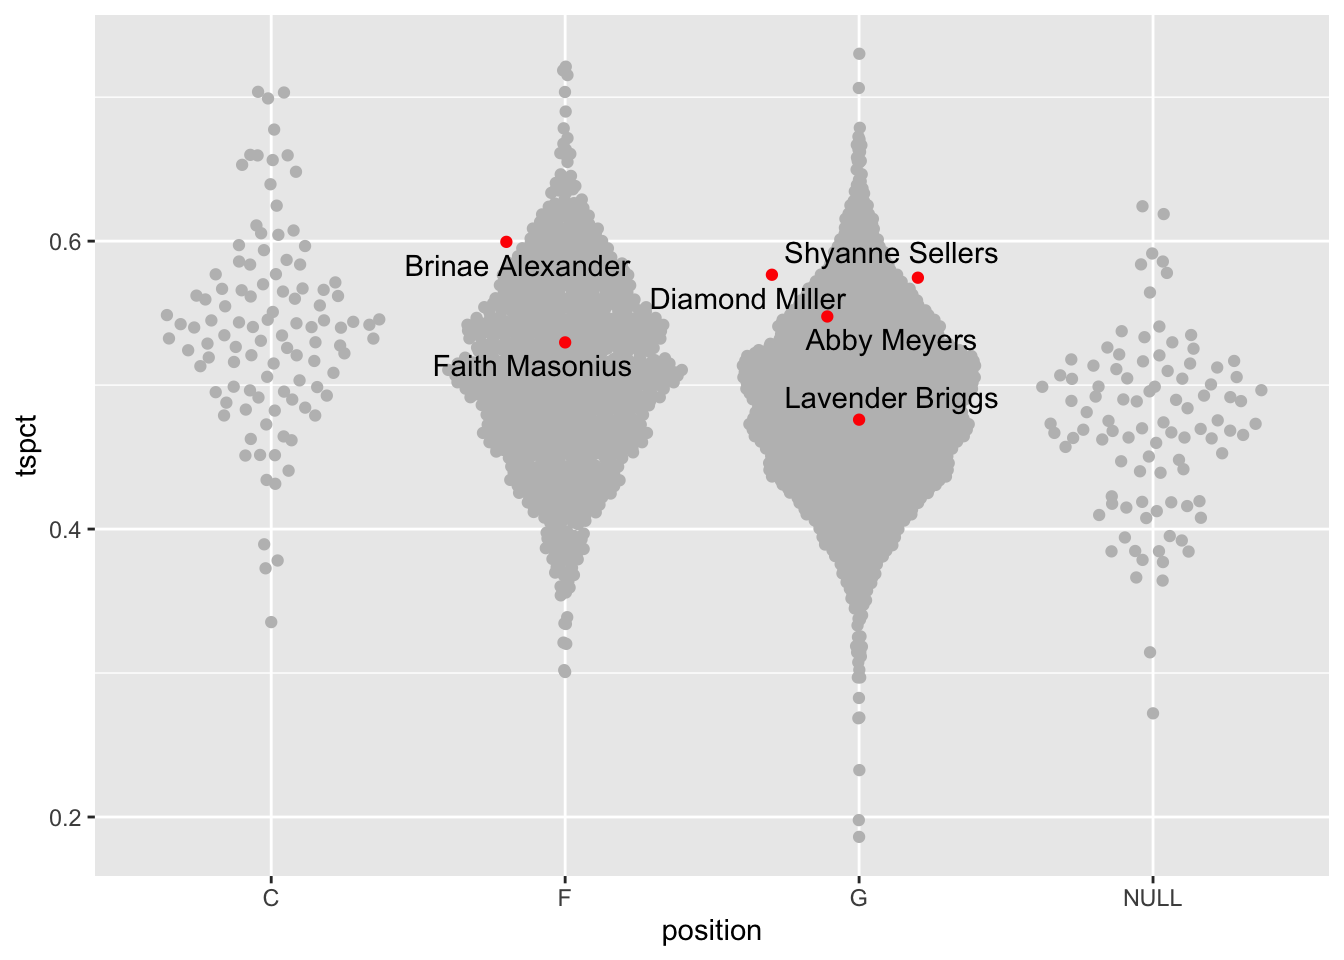 0.6
0.4
0.2
tspct
Shyanne Sellers
Brinae Alexander
Diamond Miller
Abby Meyers
Faith Masonius
Lavender Briggs
C
F
G
NULL
position